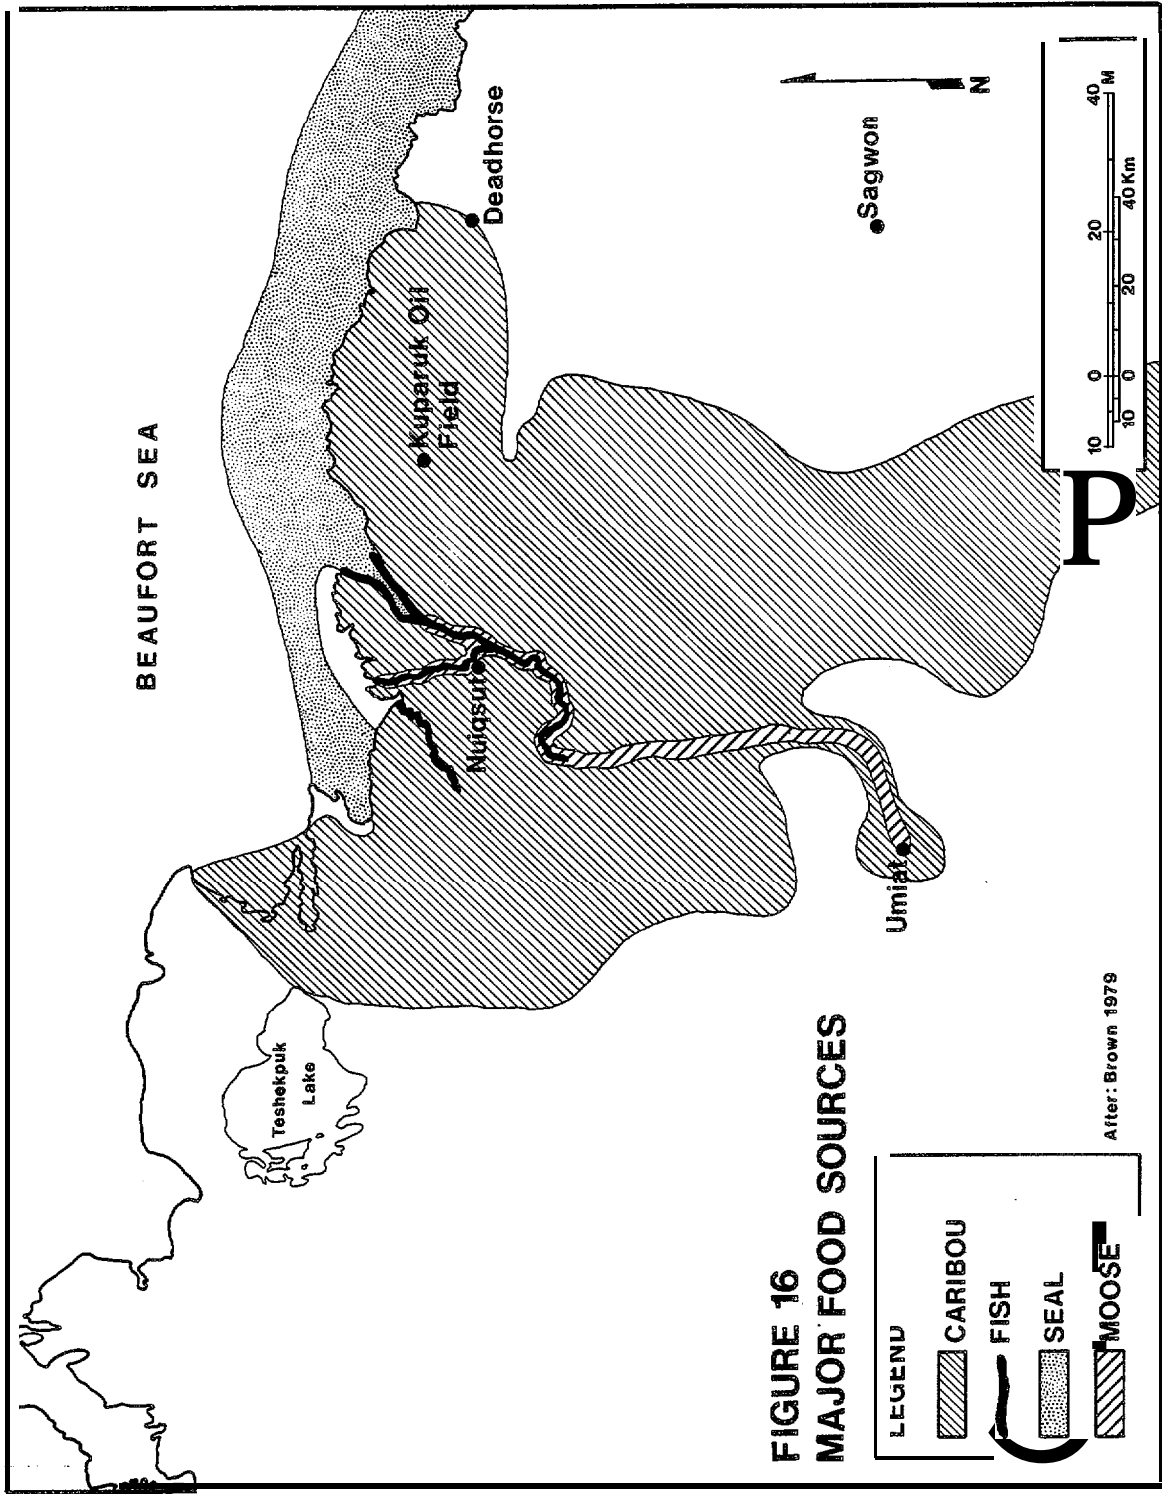 BEAUFORT SEA
Deadhorse
Kuparuk Oil
Field
Nuiqsut
Sagwon
Umiat
Teshekpuk
Lake
N
10 0 20 40 M
10 0 20 40 Km
P
FIGURE 16
MAJOR FOOD SOURCES
LEGEND
CARIBOU
FISH
SEAL
MOOSE
After: Brown 1979